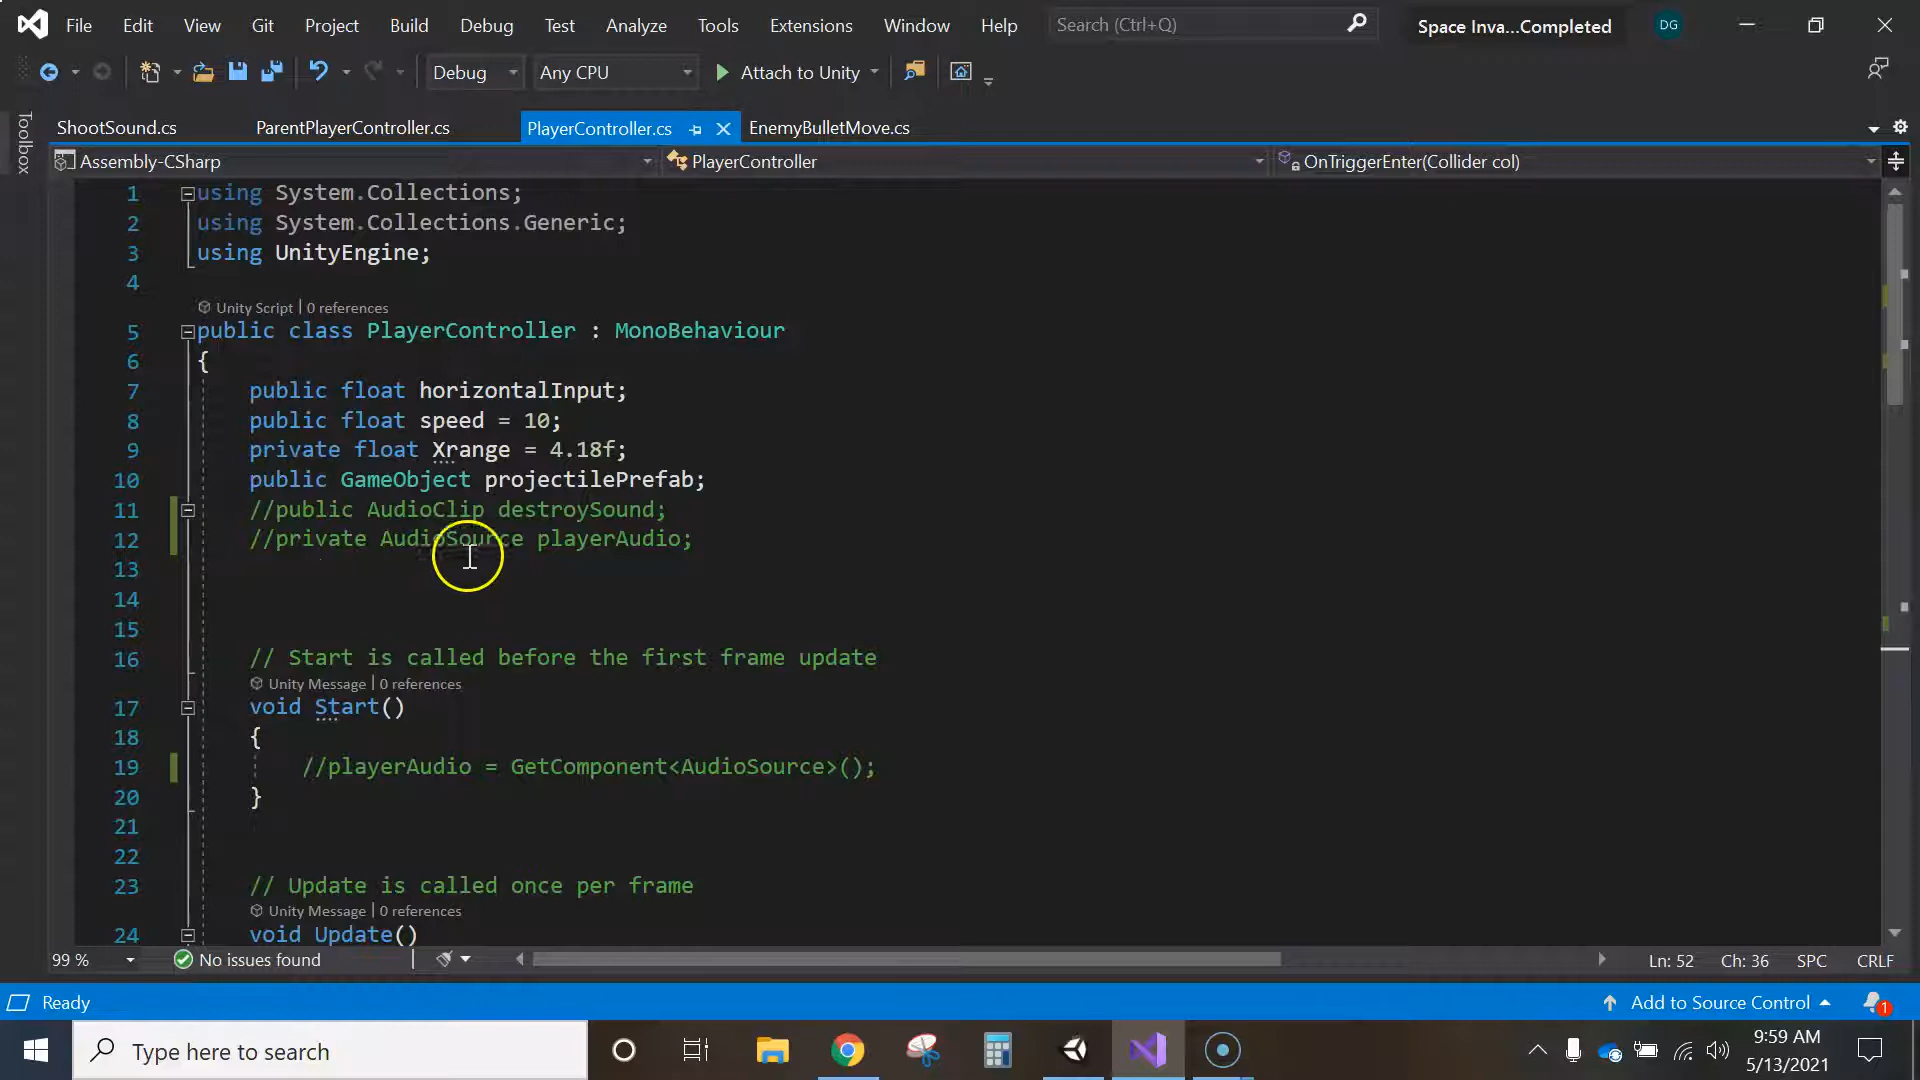 File Edit View Git Project Build Debug Test Analyze Tools Extensions Window Help Search (Ctrl+Q) Space Inva...Completed DG
Debug Any CPU Attach to Unity
Toolbox
ShootSound.cs ParentPlayerController.cs PlayerController.cs EnemyBulletMove.cs
Assembly-CSharp PlayerController OnTriggerEnter(Collider col)
1 using System.Collections;
2 using System.Collections.Generic;
3 using UnityEngine;
4
Unity Script | 0 references
5 public class PlayerController : MonoBehaviour
6 {
7 public float horizontalInput;
8 public float speed = 10;
9 private float Xrange = 4.18f;
10 public GameObject projectilePrefab;
11 //public AudioClip destroySound;
12 //private AudioSource playerAudio;
13
14
15
16 // Start is called before the first frame update
Unity Message | 0 references
17 void Start()
18 {
19 //playerAudio = GetComponent<AudioSource>();
20 }
21
22
23 // Update is called once per frame
Unity Message | 0 references
24 void Update()
99 % No issues found Ln: 52 Ch: 36 SPC CRLF
Ready Add to Source Control 1
Type here to search 9:59 AM
5/13/2021